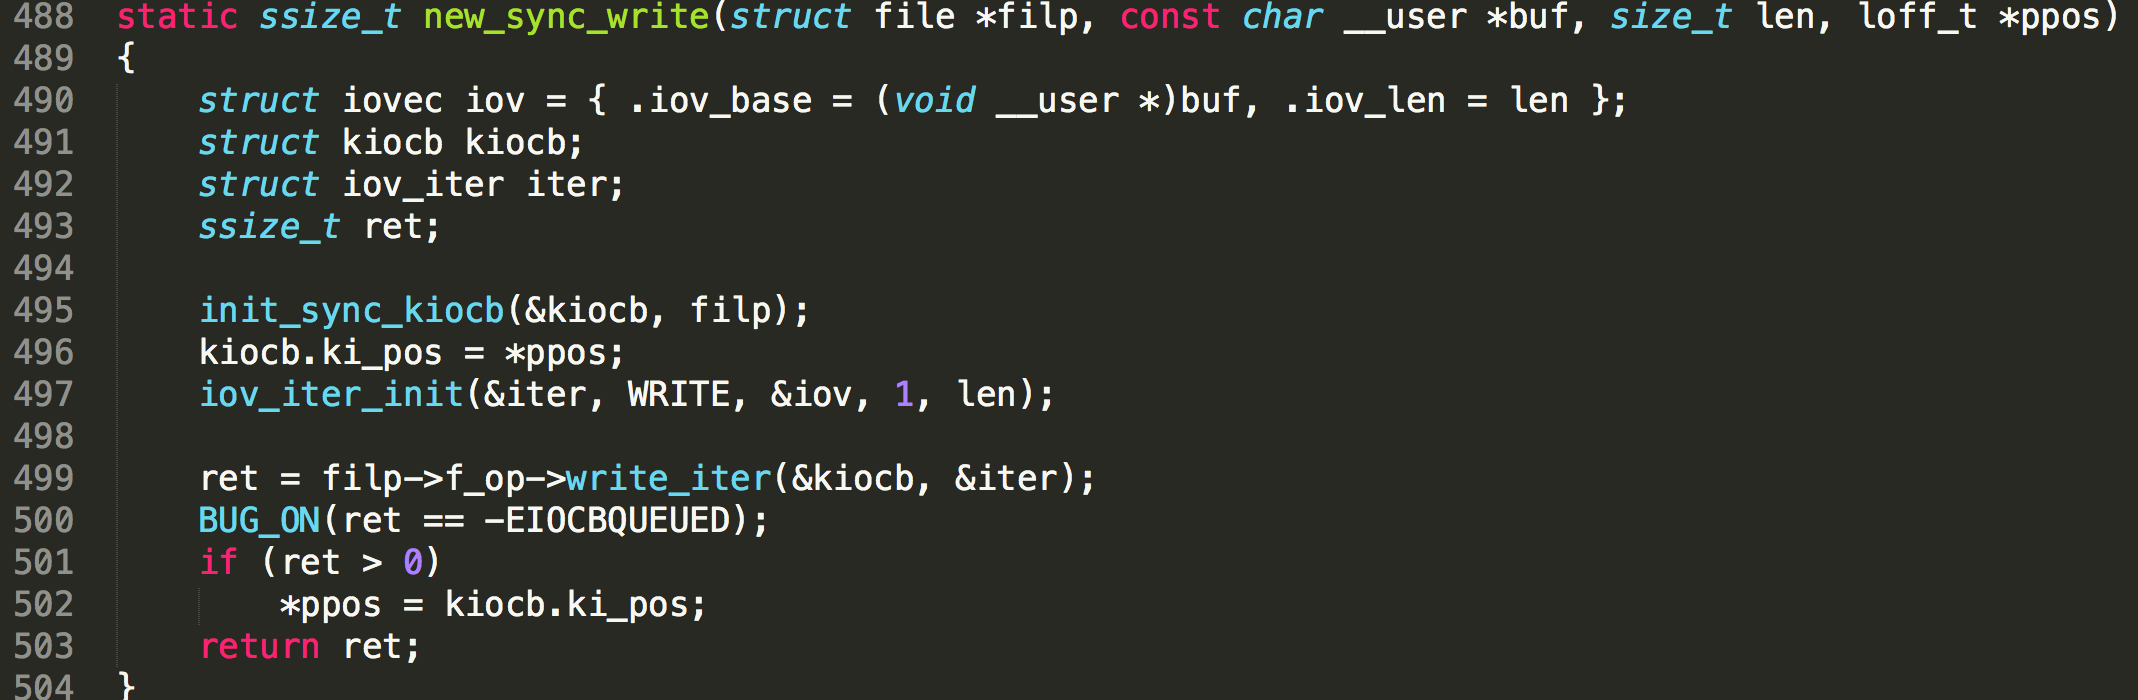 488 static ssize_t new_sync_write(struct file *filp, const char __user *buf, size_t len, loff_t *ppos)
489 {
490     struct iovec iov = { .iov_base = (void __user *)buf, .iov_len = len };
491     struct kiocb kiocb;
492     struct iov_iter iter;
493     ssize_t ret;
494
495     init_sync_kiocb(&kiocb, filp);
496     kiocb.ki_pos = *ppos;
497     iov_iter_init(&iter, WRITE, &iov, 1, len);
498
499     ret = filp->f_op->write_iter(&kiocb, &iter);
500     BUG_ON(ret == -EIOCBQUEUED);
501     if (ret > 0)
502         *ppos = kiocb.ki_pos;
503     return ret;
504 }